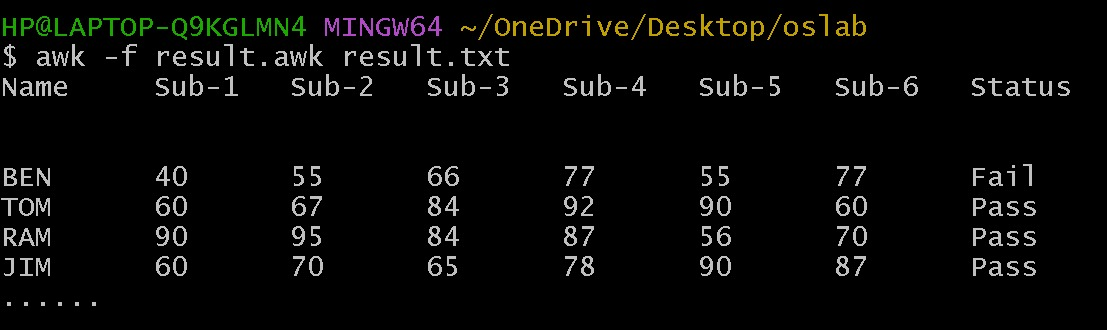 HP@LAPTOP-Q9KGLMN4 MINGW64 ~/OneDrive/Desktop/oslab
$ awk -f result.awk result.txt
Name Sub-1 Sub-2 Sub-3 Sub-4 Sub-5 Sub-6 Status
BEN 40 55 66 77 55 77 Fail
TOM 60 67 84 92 90 60 Pass
RAM 90 95 84 87 56 70 Pass
JIM 60 70 65 78 90 87 Pass
......